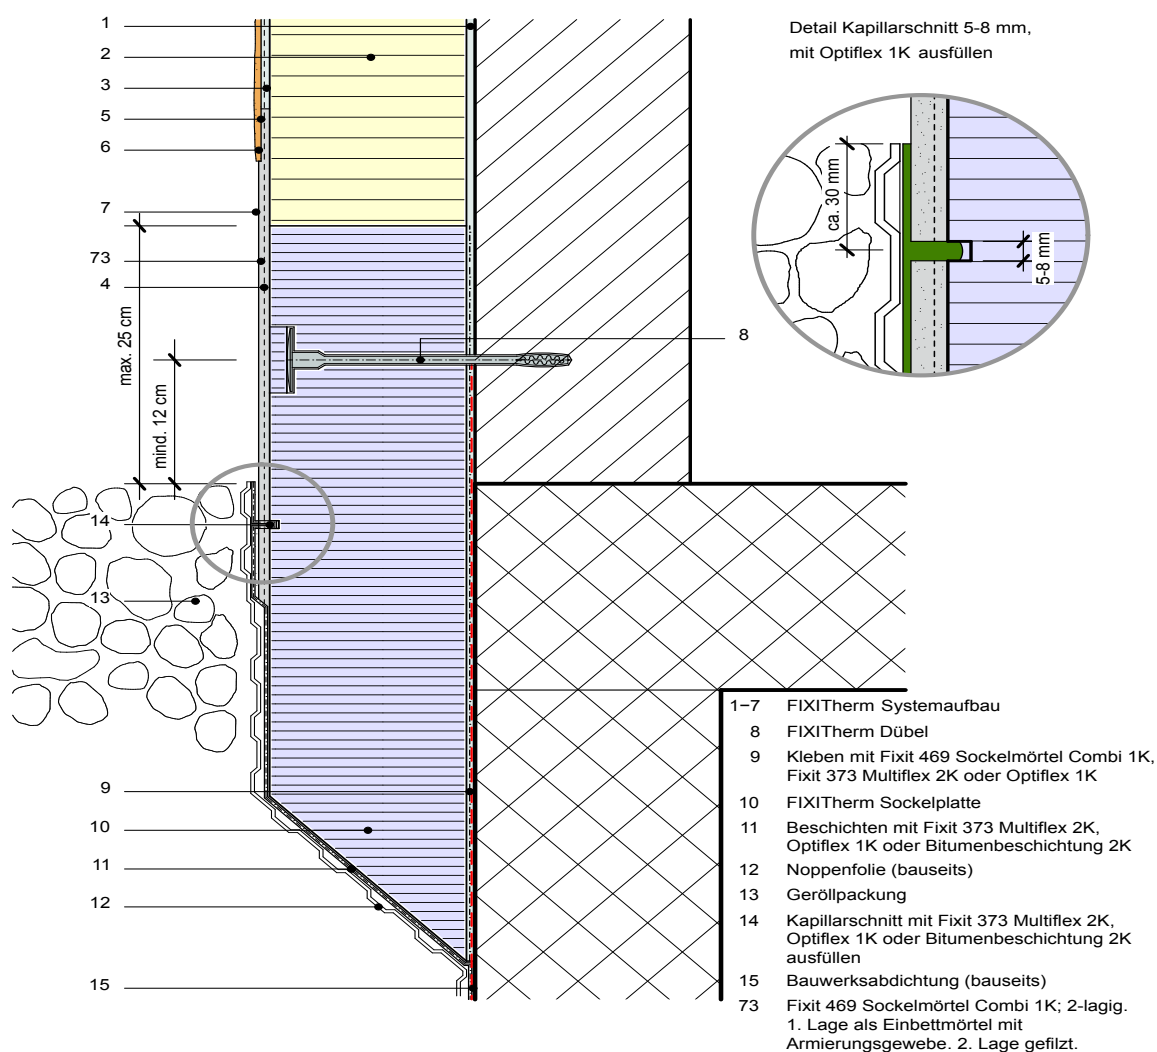 Detail Kapillarschnitt 5-8 mm,
mit Optiflex 1K ausfüllen
1
2
3
5
6
7
73
4
max. 25 cm
mind. 12 cm
8
ca. 30 mm
5-8 mm
14
13
9
10
11
12
15
1–7 FIXITherm Systemaufbau
8 FIXITherm Dübel
9 Kleben mit Fixit 469 Sockelmörtel Combi 1K,
Fixit 373 Multiflex 2K oder Optiflex 1K
10 FIXITherm Sockelplatte
11 Beschichten mit Fixit 373 Multiflex 2K,
Optiflex 1K oder Bitumenbeschichtung 2K
12 Noppenfolie (bauseits)
13 Geröllpackung
14 Kapillarschnitt mit Fixit 373 Multiflex 2K,
Optiflex 1K oder Bitumenbeschichtung 2K
ausfüllen
15 Bauwerksabdichtung (bauseits)
73 Fixit 469 Sockelmörtel Combi 1K; 2-lagig.
1. Lage als Einbettmörtel mit
Armierungsgewebe. 2. Lage gefilzt.